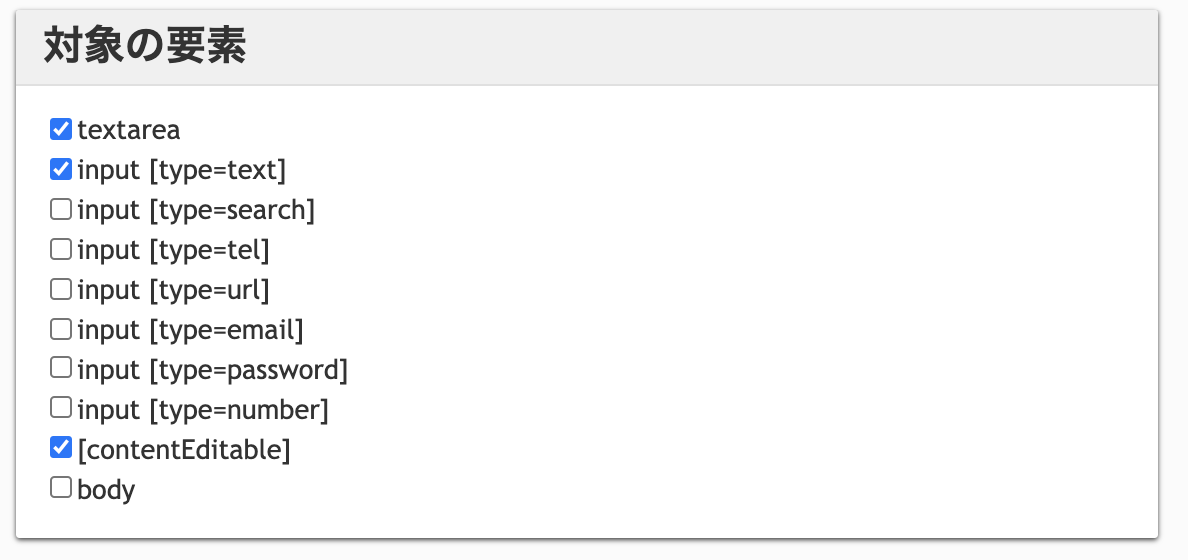 対象の要素
textarea
input [type=text]
input [type=search]
input [type=tel]
input [type=url]
input [type=email]
input [type=password]
input [type=number]
[contentEditable]
body